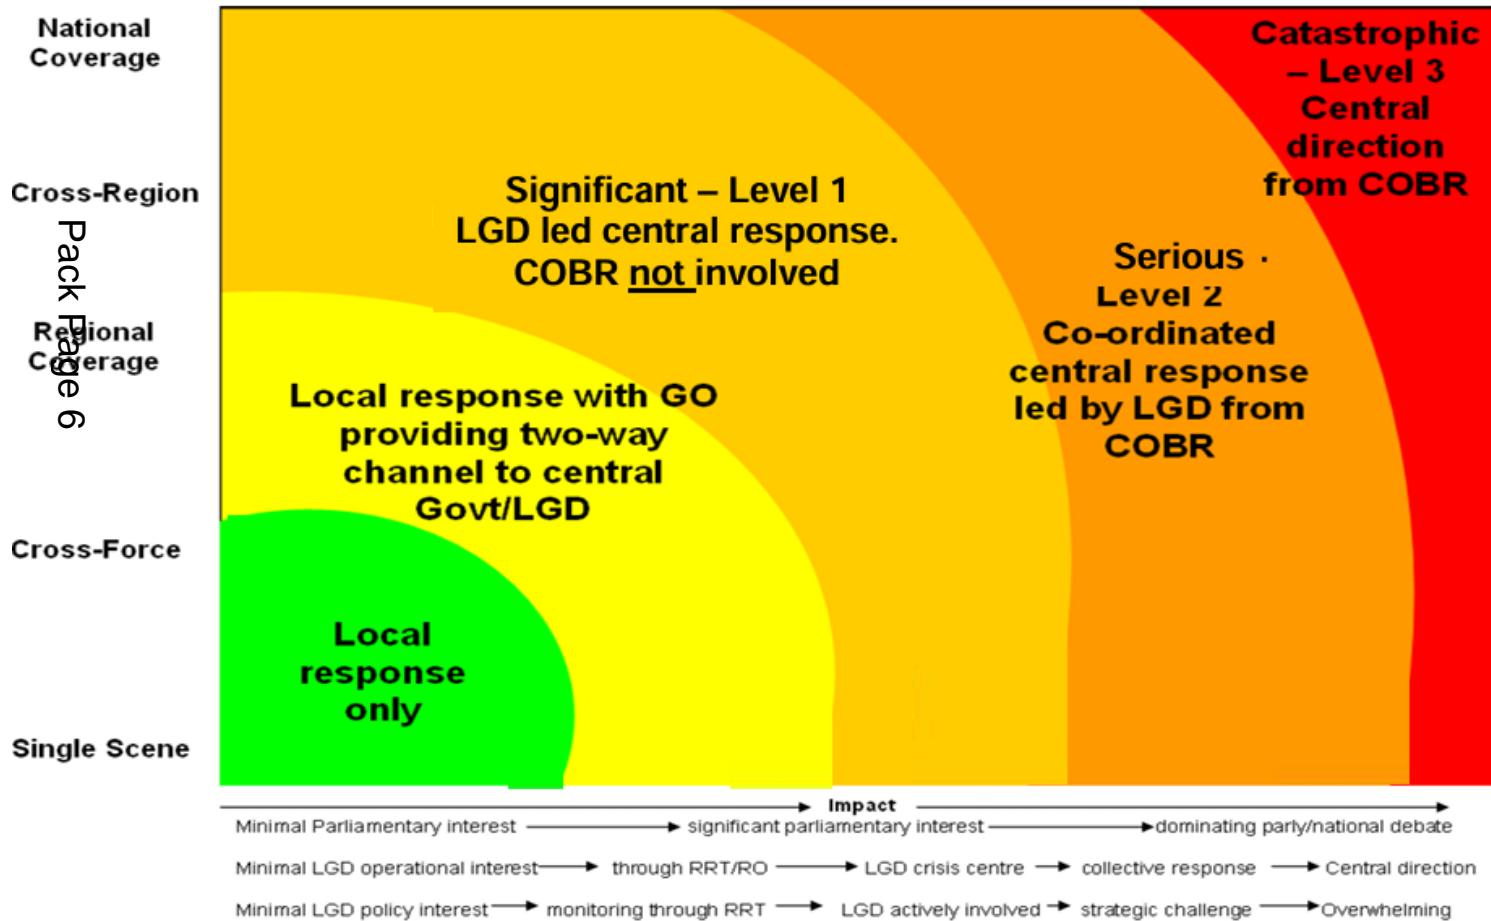 National
Coverage
Cross-Region
Pack Page 6
Regional
Coverage
Cross-Force
Single Scene
Catastrophic
– Level 3
Central
direction
from COBR
Significant – Level 1
LGD led central response.
COBR not involved
Serious -
Level 2
Co-ordinated
central response
led by LGD from
COBR
Local response with GO
providing two-way
channel to central
Govt/LGD
Local
response
only
Impact
Minimal Parliamentary interest significant parliamentary interest dominating parly/national debate
Minimal LGD operational interest through RRT/RO LGD crisis centre collective response Central direction
Minimal LGD policy interest monitoring through RRT LGD actively involved strategic challenge Overwhelming